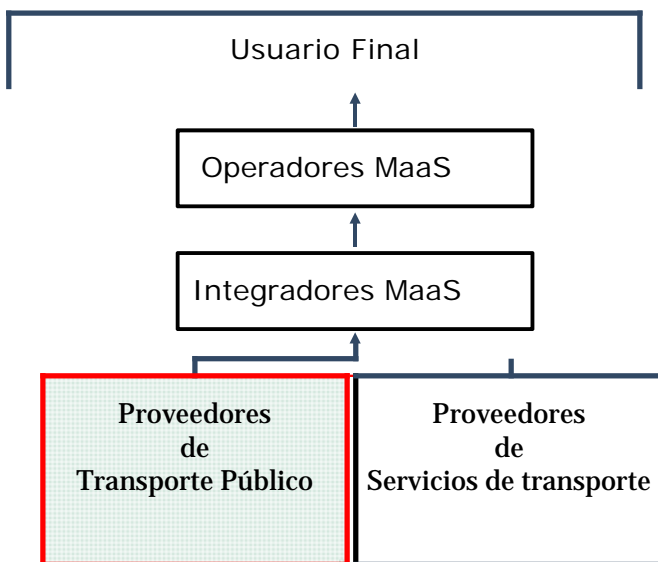 Usuario Final
Operadores MaaS
Integradores MaaS
Proveedores
de
Transporte Público
Proveedores
de
Servicios de transporte